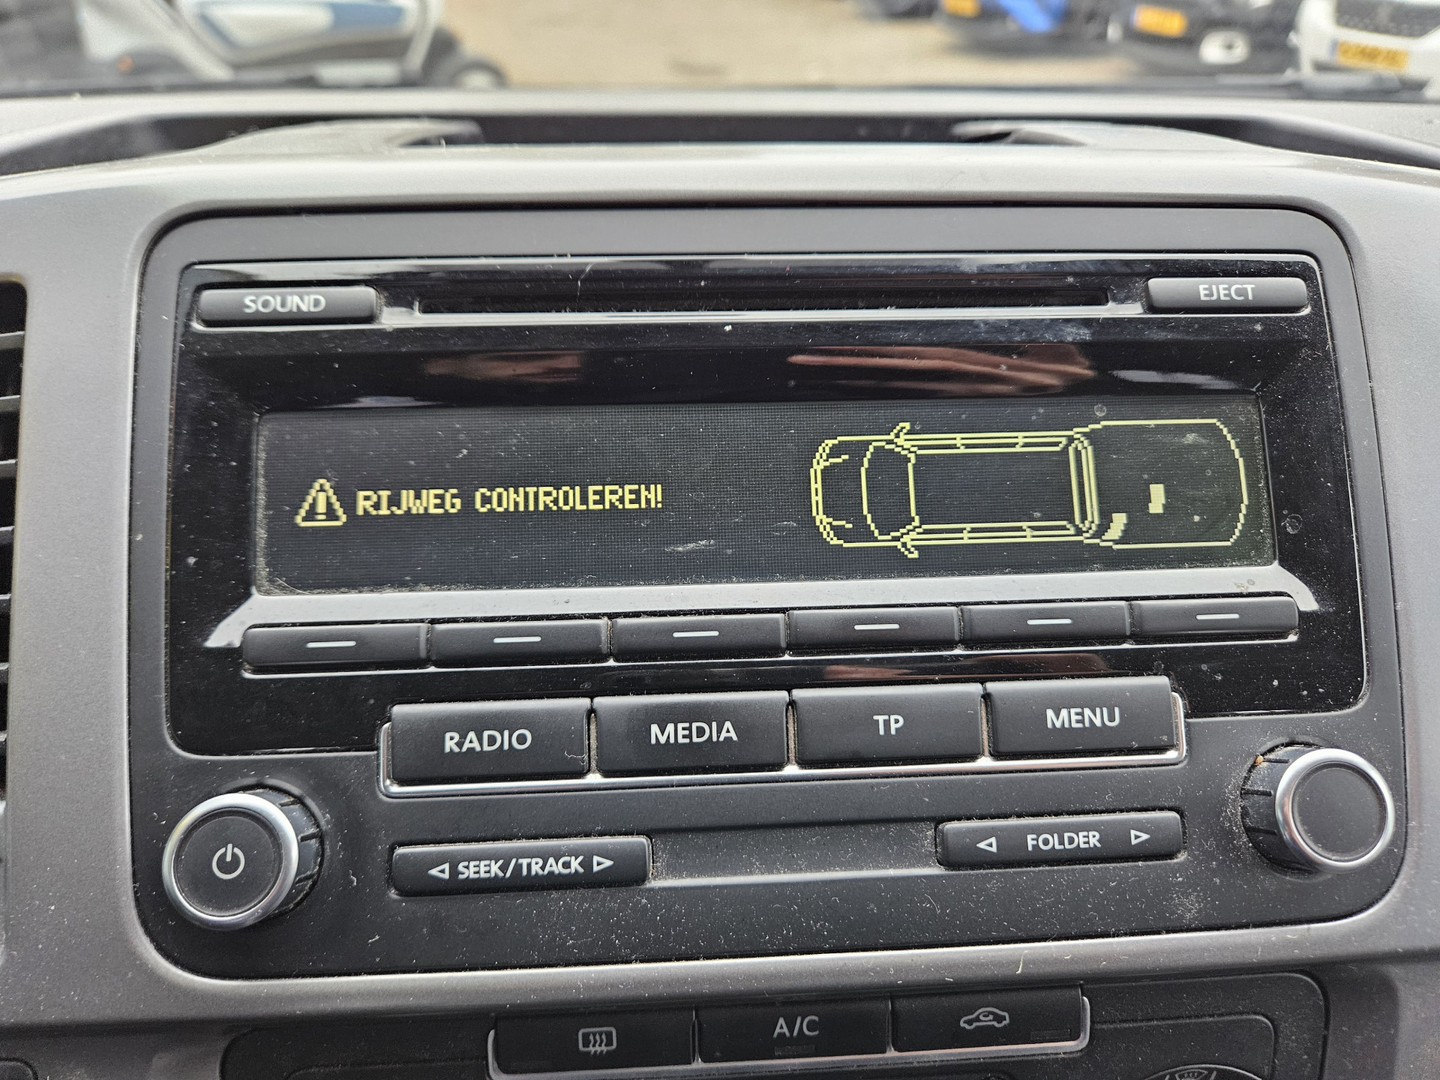 SOUND
EJECT
RIJWEG CONTROLEREN!
RADIO
MEDIA
TP
MENU
SEEK/TRACK
FOLDER
A/C